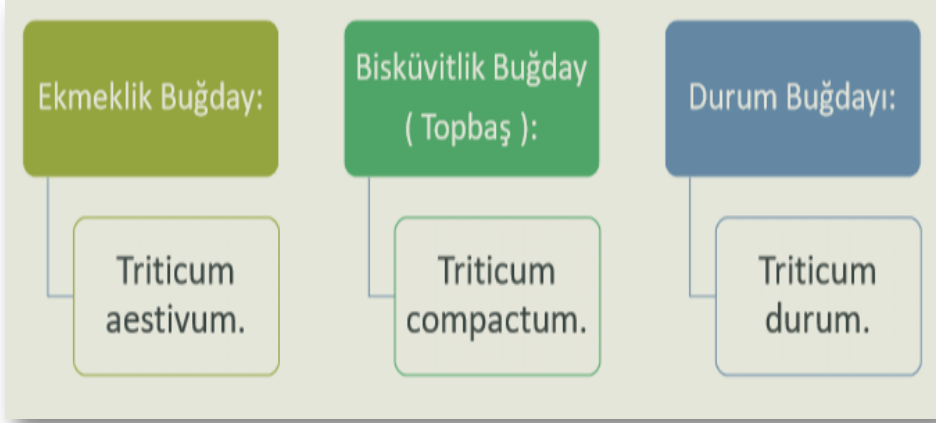 Ekmeklik Buğday:
Triticum
aestivum.
Bisküvitlik Buğday
( Topbaş ):
Triticum
compactum.
Durum Buğdayı:
Triticum
durum.